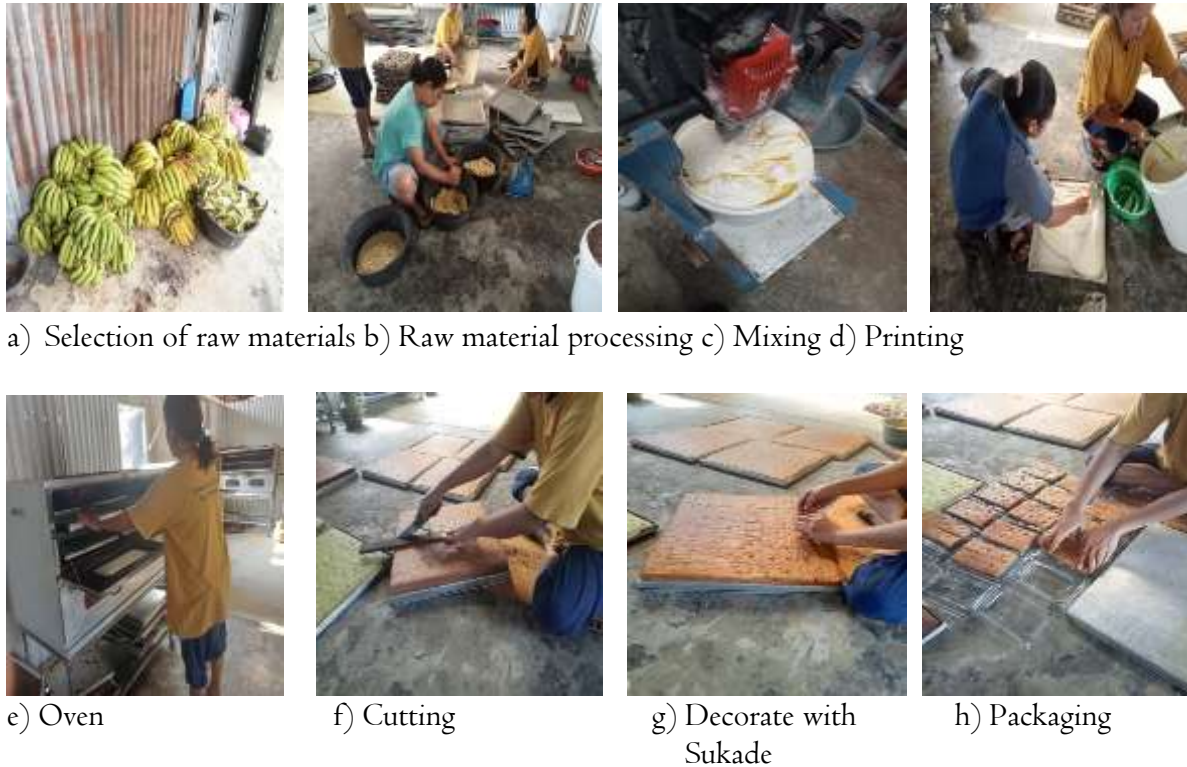 a) Selection of raw materials b) Raw material processing c) Mixing d) Printing
e) Oven
f) Cutting
g) Decorate with
Sukade
h) Packaging